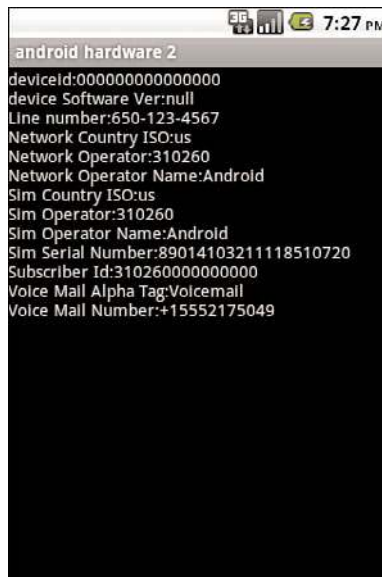 3G 7:27 PM
android hardware 2
deviceid:000000000000000
device Software Ver:null
Line number:650-123-4567
Network Country ISO:us
Network Operator:310260
Network Operator Name:Android
Sim Country ISO:us
Sim Operator:310260
Sim Operator Name:Android
Sim Serial Number:89014103211118510720
Subscriber Id:310260000000000
Voice Mail Alpha Tag:Voicemail
Voice Mail Number:+15552175049